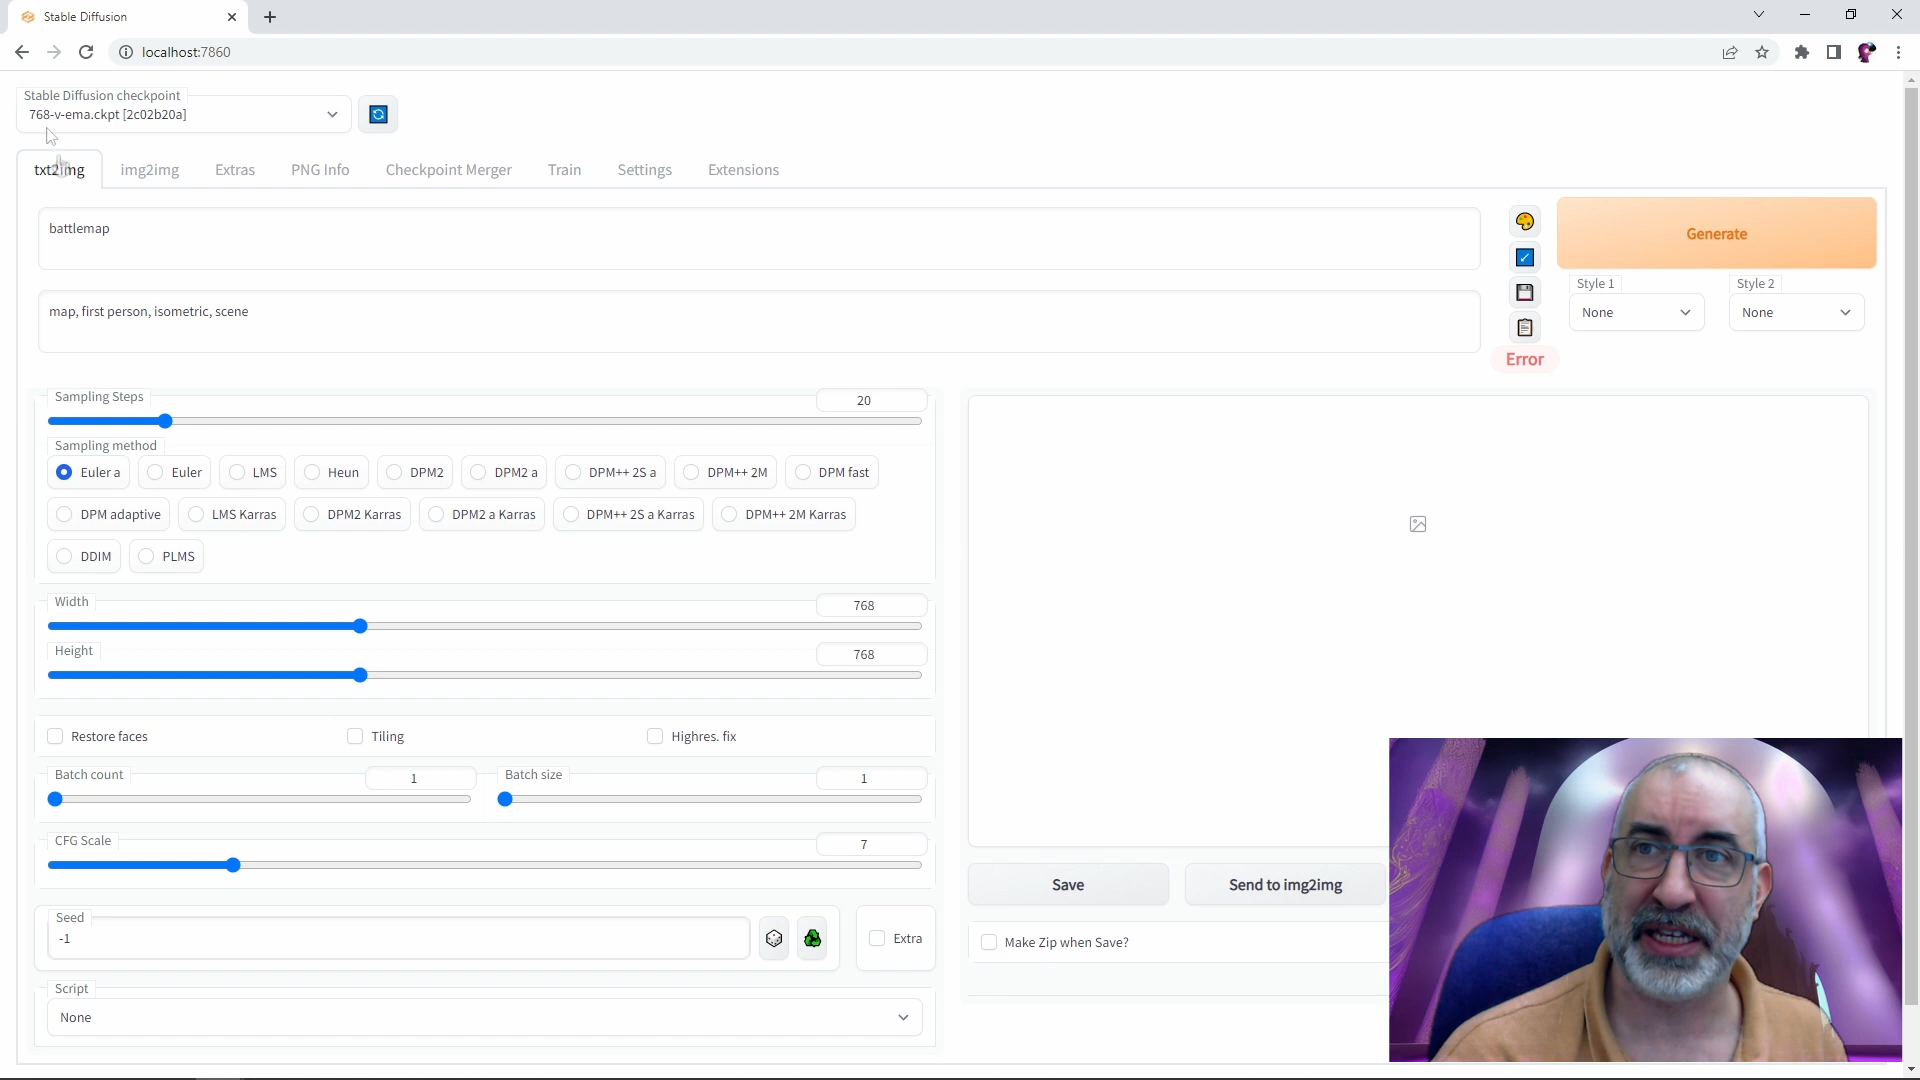 Stable Diffusion
localhost:7860
Stable Diffusion checkpoint
768-v-ema.ckpt [2c02b20a]
txt2img img2img Extras PNG Info Checkpoint Merger Train Settings Extensions
battlemap
Generate
Style 1 Style 2
None None
map, first person, isometric, scene
Error
Sampling Steps 20
Sampling method
Euler a Euler LMS Heun DPM2 DPM2 a DPM++ 2S a DPM++ 2M DPM fast
DPM adaptive LMS Karras DPM2 Karras DPM2 a Karras DPM++ 2S a Karras DPM++ 2M Karras
DDIM PLMS
Width 768
Height 768
Restore faces Tiling Highres. fix
Batch count 1 Batch size 1
CFG Scale 7
Save Send to img2img
Seed
-1
Extra
Make Zip when Save?
Script
None